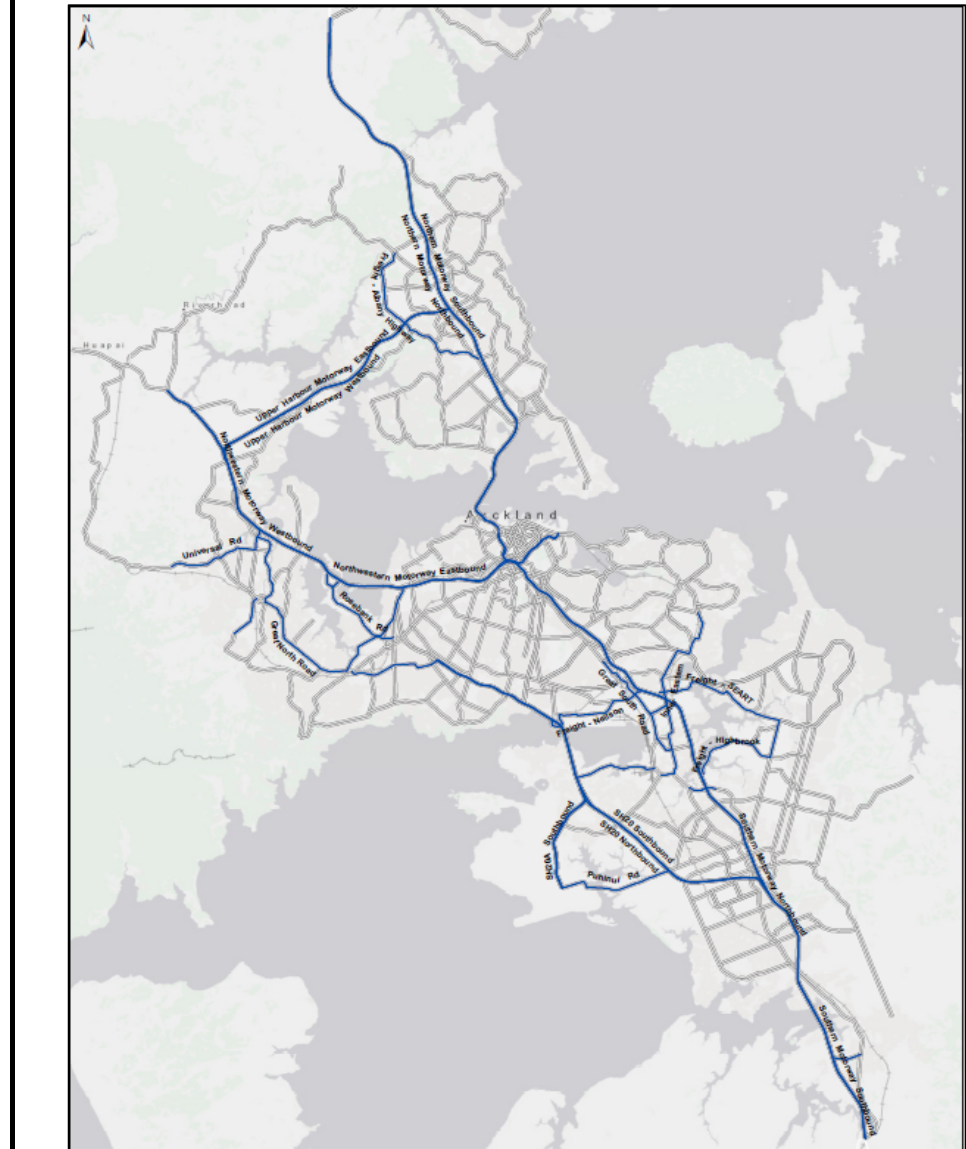 N
Northern Motorway Southbound
Northern Motorway Northbound
Freight - Albany Highway
Riverhead
Huapai
Upper Harbour Motorway Eastbound
Upper Harbour Motorway Westbound
Northwestern Motorway Westbound
Auckland
Universal Rd
Northwestern Motorway Eastbound
Rosebank Rd
Great North Road
Great South Road
Freight - SEART
Freight - Neilson
Freight - Highbrook
SH20A Southbound
SH20 Southbound
SH20 Northbound
Puhinui Rd
Southern Motorway Northbound
Southern Motorway Southbound